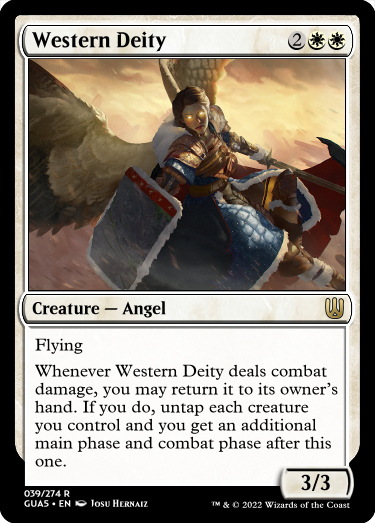 Western Deity 2
Creature — Angel
Flying
Whenever Western Deity deals combat
damage, you may return it to its owner's
hand. If you do, untap each creature
you control and you get an additional
main phase and combat phase after this
one.
3/3
039/274 R
GUA5 • EN Josu Hernaiz
™ & © 2022 Wizards of the Coast